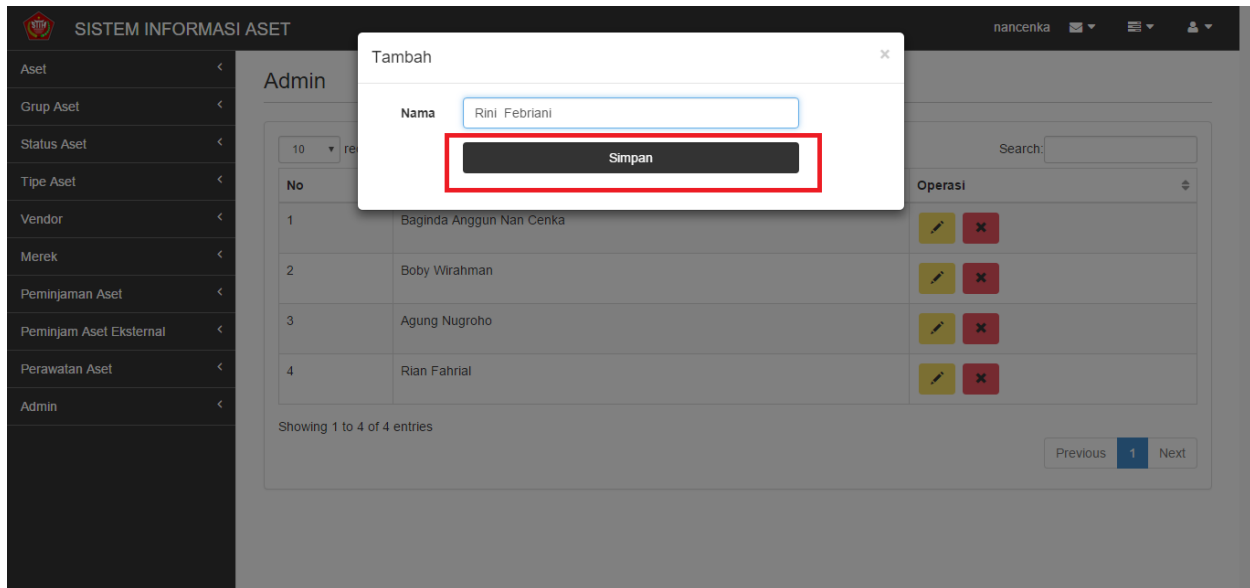 SISTEM INFORMASI ASET
nancenka
Aset
Grup Aset
Status Aset
Tipe Aset
Vendor
Merek
Peminjaman Aset
Peminjam Aset Eksternal
Perawatan Aset
Admin
Admin
Tambah
×
Nama Rini Febriani
Simpan
10 re
Search:
No Operasi
1 Baginda Anggun Nan Cenka
2 Boby Wirahman
3 Agung Nugroho
4 Rian Fahrial
Showing 1 to 4 of 4 entries
Previous 1 Next